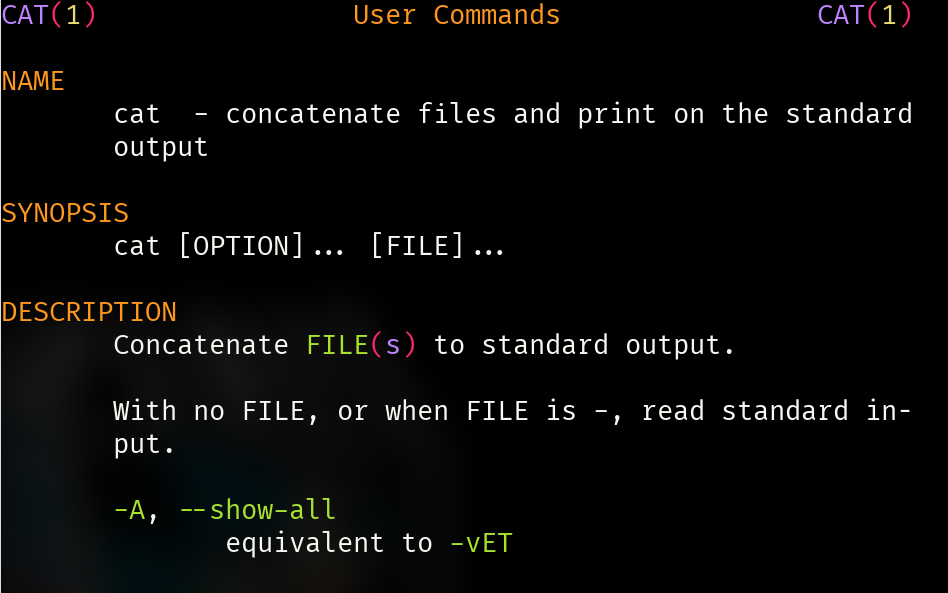 CAT(1) User Commands CAT(1)
NAME
cat - concatenate files and print on the standard
output
SYNOPSIS
cat [OPTION]... [FILE]...
DESCRIPTION
Concatenate FILE(s) to standard output.
With no FILE, or when FILE is -, read standard in-
put.
-A, --show-all
equivalent to -vET